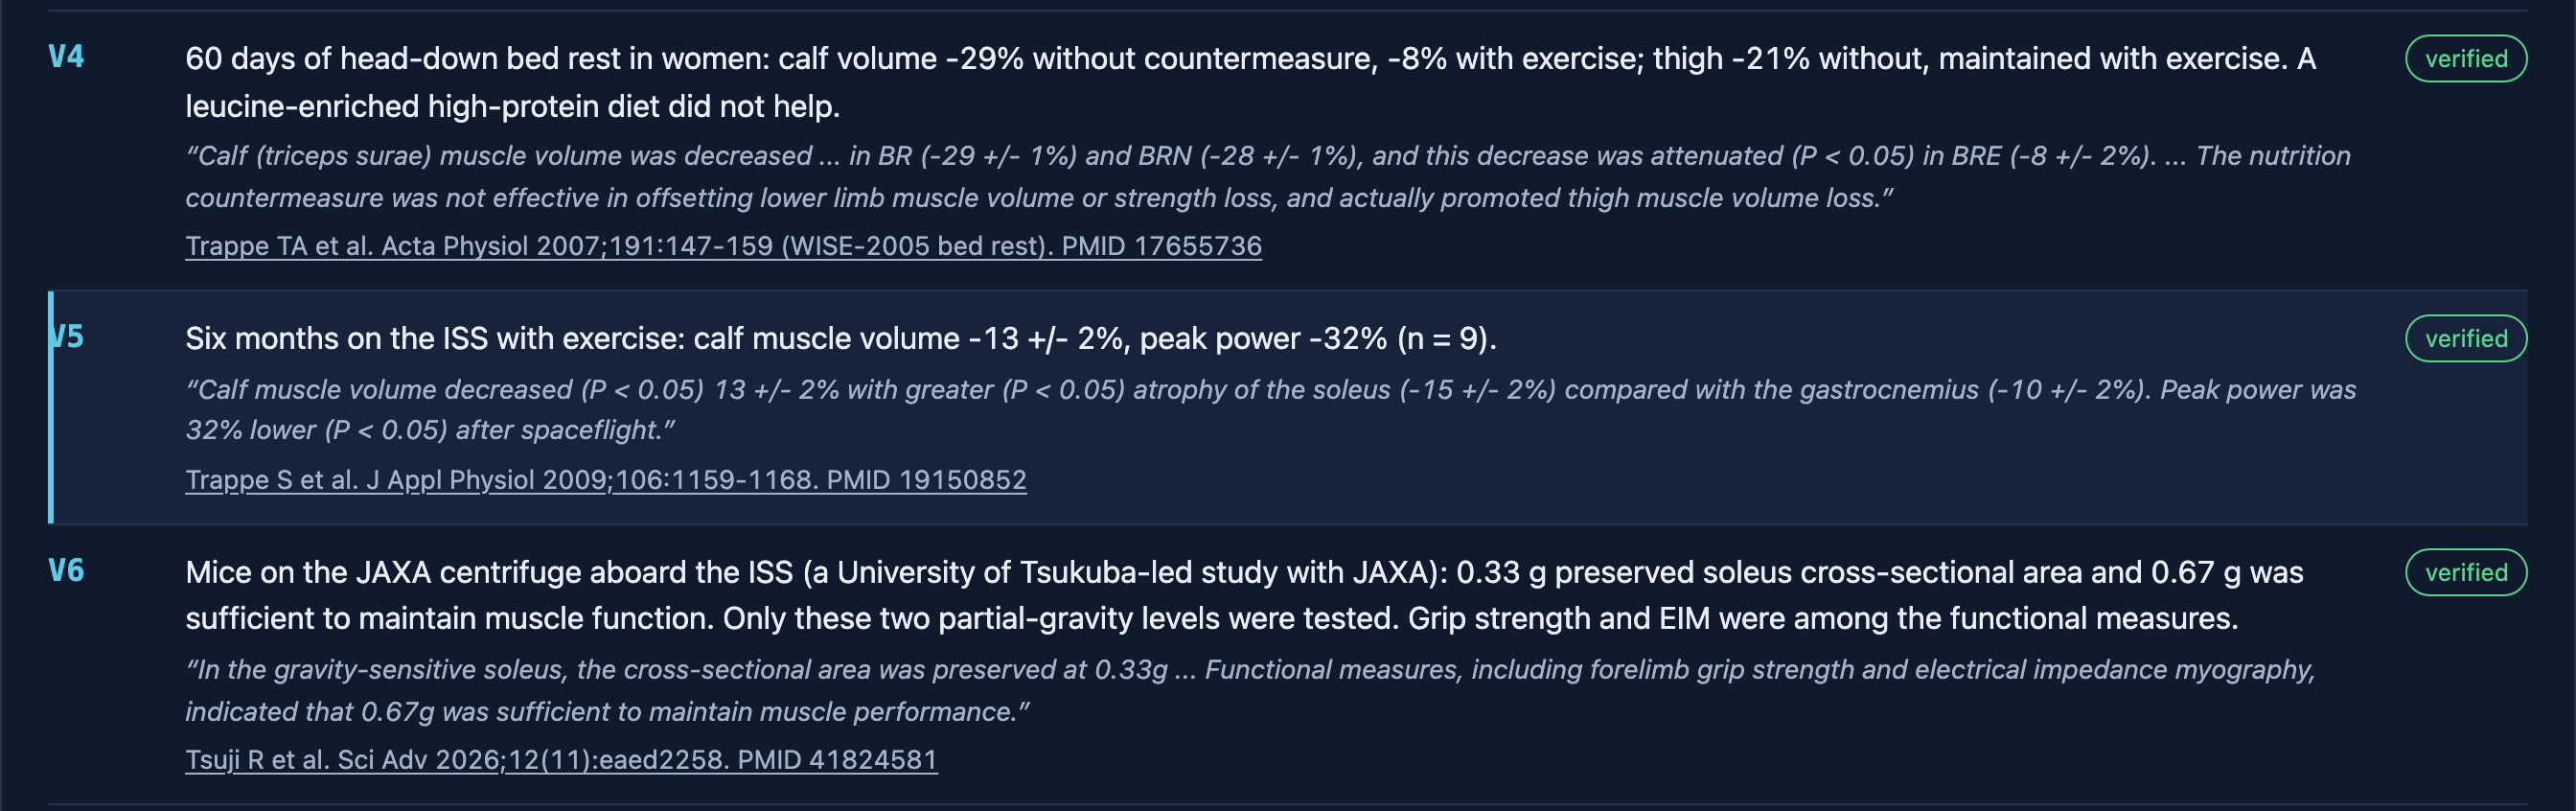 V4
60 days of head-down bed rest in women: calf volume -29% without countermeasure, -8% with exercise; thigh -21% without, maintained with exercise. A
leucine-enriched high-protein diet did not help.
verified
“Calf (triceps surae) muscle volume was decreased ... in BR (-29 +/- 1%) and BRN (-28 +/- 1%), and this decrease was attenuated (P < 0.05) in BRE (-8 +/- 2%). ... The nutrition
countermeasure was not effective in offsetting lower limb muscle volume or strength loss, and actually promoted thigh muscle volume loss.”
Trappe TA et al. Acta Physiol 2007;191:147-159 (WISE-2005 bed rest). PMID 17655736
V5
Six months on the ISS with exercise: calf muscle volume -13 +/- 2%, peak power -32% (n = 9).
verified
“Calf muscle volume decreased (P < 0.05) 13 +/- 2% with greater (P < 0.05) atrophy of the soleus (-15 +/- 2%) compared with the gastrocnemius (-10 +/- 2%). Peak power was
32% lower (P < 0.05) after spaceflight.”
Trappe S et al. J Appl Physiol 2009;106:1159-1168. PMID 19150852
V6
Mice on the JAXA centrifuge aboard the ISS (a University of Tsukuba-led study with JAXA): 0.33 g preserved soleus cross-sectional area and 0.67 g was
sufficient to maintain muscle function. Only these two partial-gravity levels were tested. Grip strength and EIM were among the functional measures.
verified
“In the gravity-sensitive soleus, the cross-sectional area was preserved at 0.33g ... Functional measures, including forelimb grip strength and electrical impedance myography,
indicated that 0.67g was sufficient to maintain muscle performance.”
Tsuji R et al. Sci Adv 2026;12(11):eaed2258. PMID 41824581